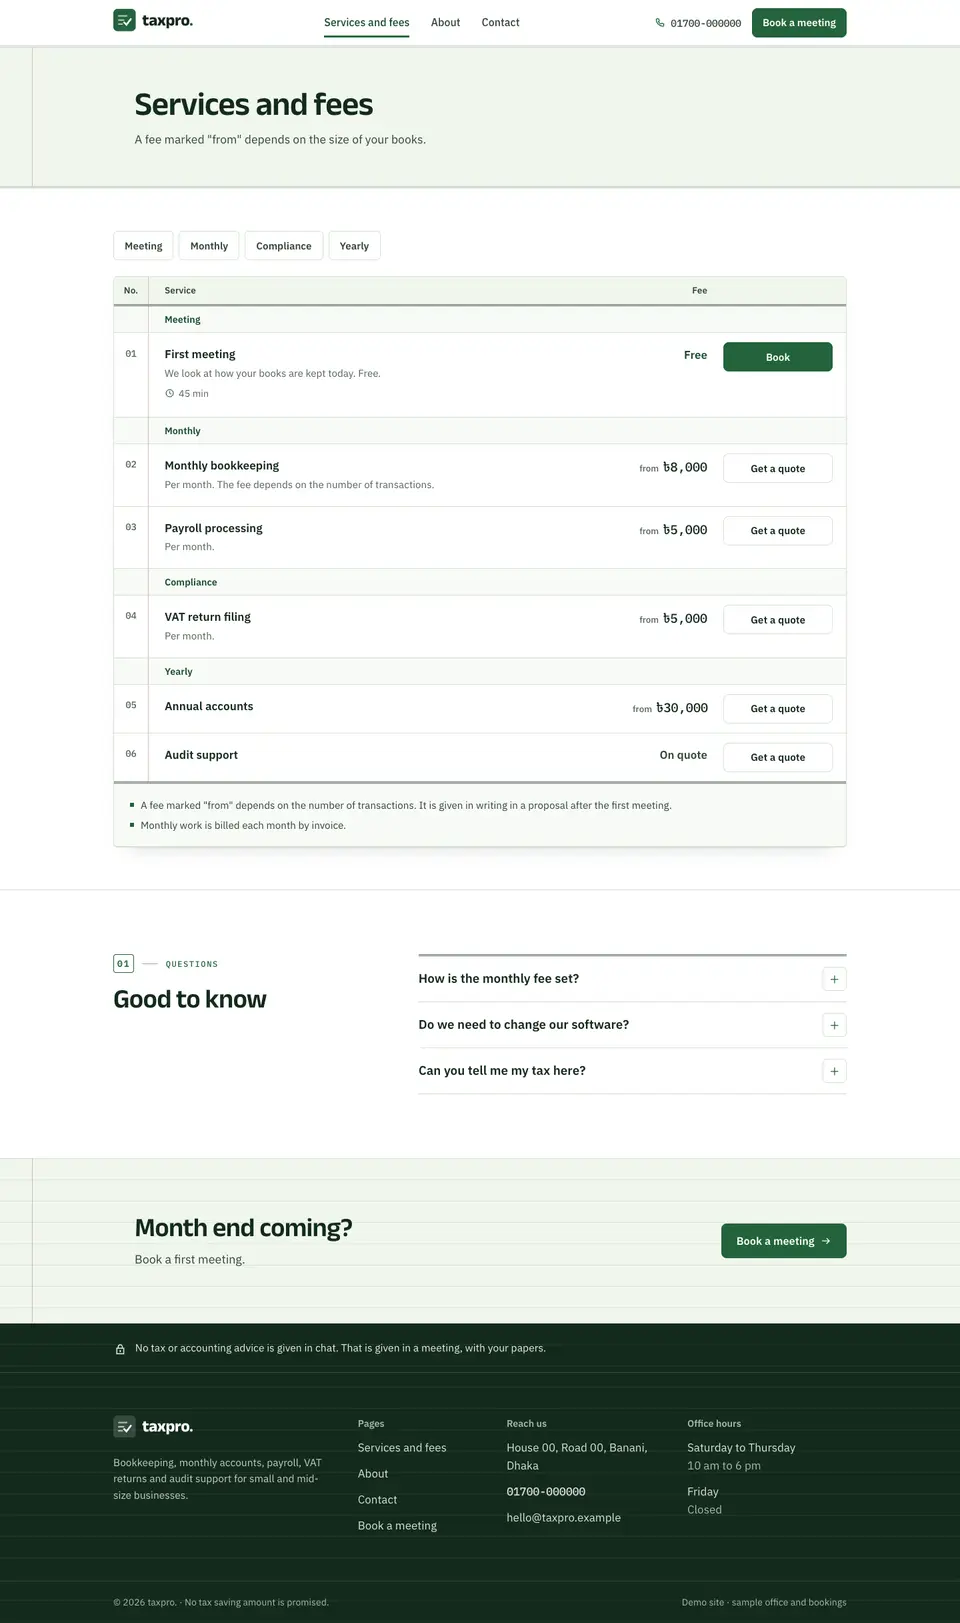 taxpro.
Services and fees
About
Contact
01700-000000
Book a meeting
Services and fees
A fee marked "from" depends on the size of your books.
Meeting
Monthly
Compliance
Yearly
No.
Service
Fee
Meeting
01
First meeting
Free
Book
We look at how your books are kept today. Free.
45 min
Monthly
02
Monthly bookkeeping
from ৳8,000
Get a quote
Per month. The fee depends on the number of transactions.
03
Payroll processing
from ৳5,000
Get a quote
Per month.
Compliance
04
VAT return filing
from ৳5,000
Get a quote
Per month.
Yearly
05
Annual accounts
from ৳30,000
Get a quote
06
Audit support
On quote
Get a quote
A fee marked "from" depends on the number of transactions. It is given in writing in a proposal after the first meeting.
Monthly work is billed each month by invoice.
01
QUESTIONS
Good to know
How is the monthly fee set?
Do we need to change our software?
Can you tell me my tax here?
Month end coming?
Book a first meeting.
Book a meeting →
No tax or accounting advice is given in chat. That is given in a meeting, with your papers.
taxpro.
Bookkeeping, monthly accounts, payroll, VAT
returns and audit support for small and mid-
size businesses.
Pages
Services and fees
About
Contact
Book a meeting
Reach us
House 00, Road 00, Banani,
Dhaka
01700-000000
hello@taxpro.example
Office hours
Saturday to Thursday
10 am to 6 pm
Friday
Closed
© 2026 taxpro. · No tax saving amount is promised.
Demo site · sample office and bookings